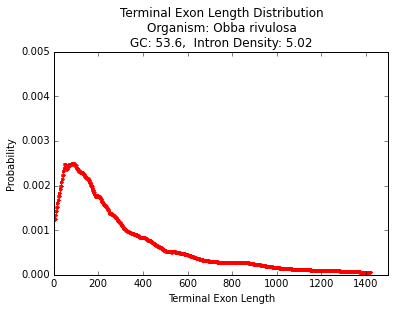 Terminal Exon Length Distribution
Organism: Obba rivulosa
GC: 53.6,  Intron Density: 5.02
0.005
0.004
0.003
0.002
0.001
0.000
Probability
0 200 400 600 800 1000 1200 1400
Terminal Exon Length